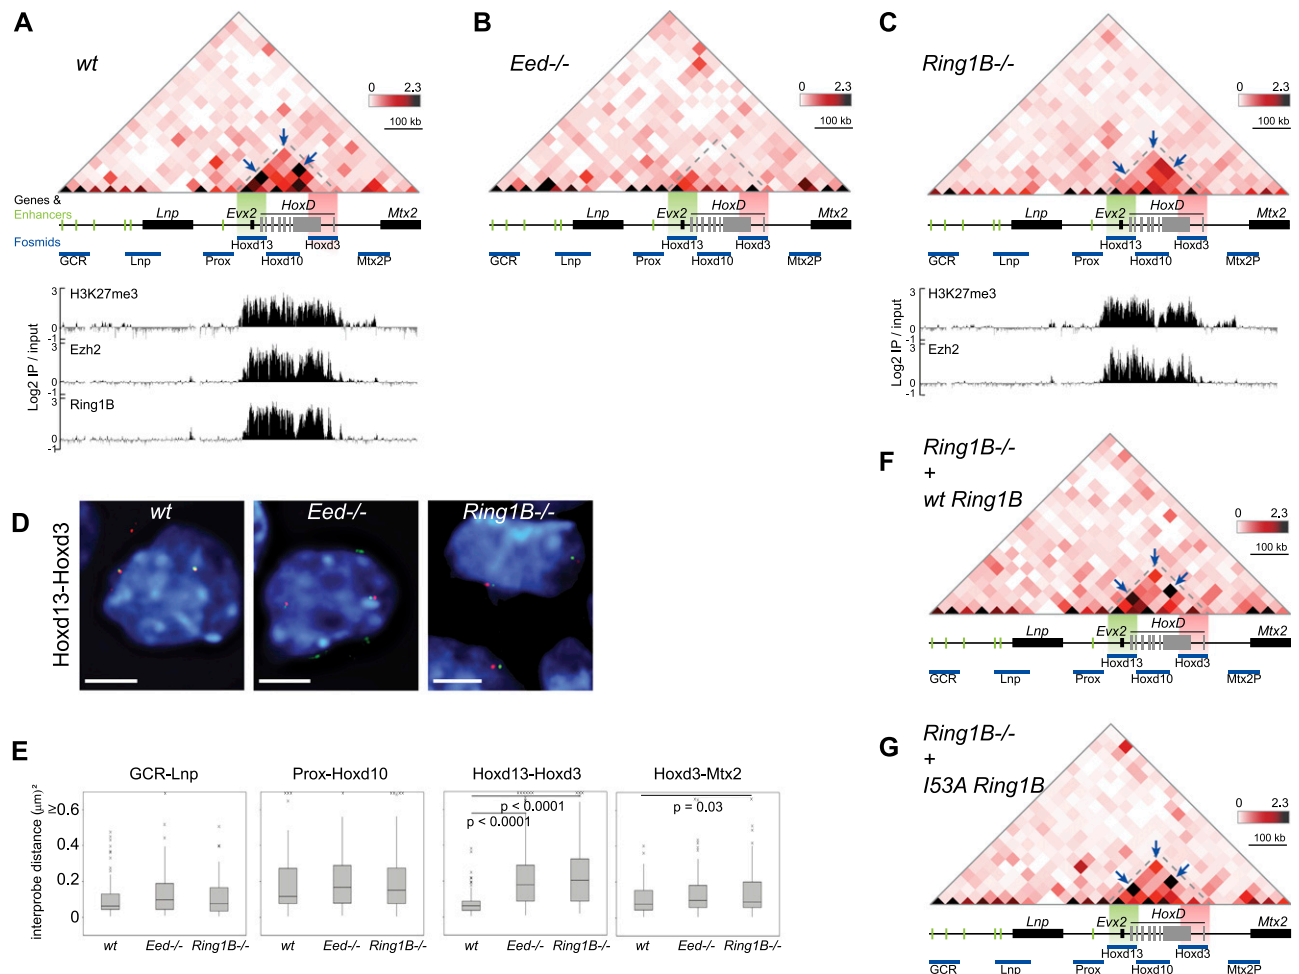 A
wt
0 2.3
100 kb
Genes &
Enhancers
Lnp
Evx2
HoxD
Mtx2
Fosmids
Hoxd13
Hoxd3
GCR
Lnp
Prox
Hoxd10
Mtx2P
Log2 IP / input
3
H3K27me3
0
-1
3
Ezh2
0
-1
3
Ring1B
0
-1
B
Eed-/-
0 2.3
100 kb
Lnp
Evx2
HoxD
Mtx2
Hoxd13
Hoxd3
GCR
Lnp
Prox
Hoxd10
Mtx2P
C
Ring1B-/-
0 2.3
100 kb
Lnp
Evx2
HoxD
Mtx2
Hoxd13
Hoxd3
GCR
Lnp
Prox
Hoxd10
Mtx2P
Log2 IP / input
3
H3K27me3
0
-1
3
Ezh2
0
-1
D
Hoxd13-Hoxd3
wt
Eed-/-
Ring1B-/-
E
interprobe distance (μm)²
GCR-Lnp
Prox-Hoxd10
Hoxd13-Hoxd3
Hoxd3-Mtx2
≥0.6
0.4
0.2
0
p < 0.0001
p < 0.0001
p = 0.03
wt Eed-/- Ring1B-/-
wt Eed-/- Ring1B-/-
wt Eed-/- Ring1B-/-
wt Eed-/- Ring1B-/-
F
Ring1B-/-
+
wt Ring1B
0 2.3
100 kb
Lnp
Evx2
HoxD
Mtx2
Hoxd13
Hoxd3
GCR
Lnp
Prox
Hoxd10
Mtx2P
G
Ring1B-/-
+
I53A Ring1B
0 2.3
100 kb
Lnp
Evx2
HoxD
Mtx2
Hoxd13
Hoxd3
GCR
Lnp
Prox
Hoxd10
Mtx2P